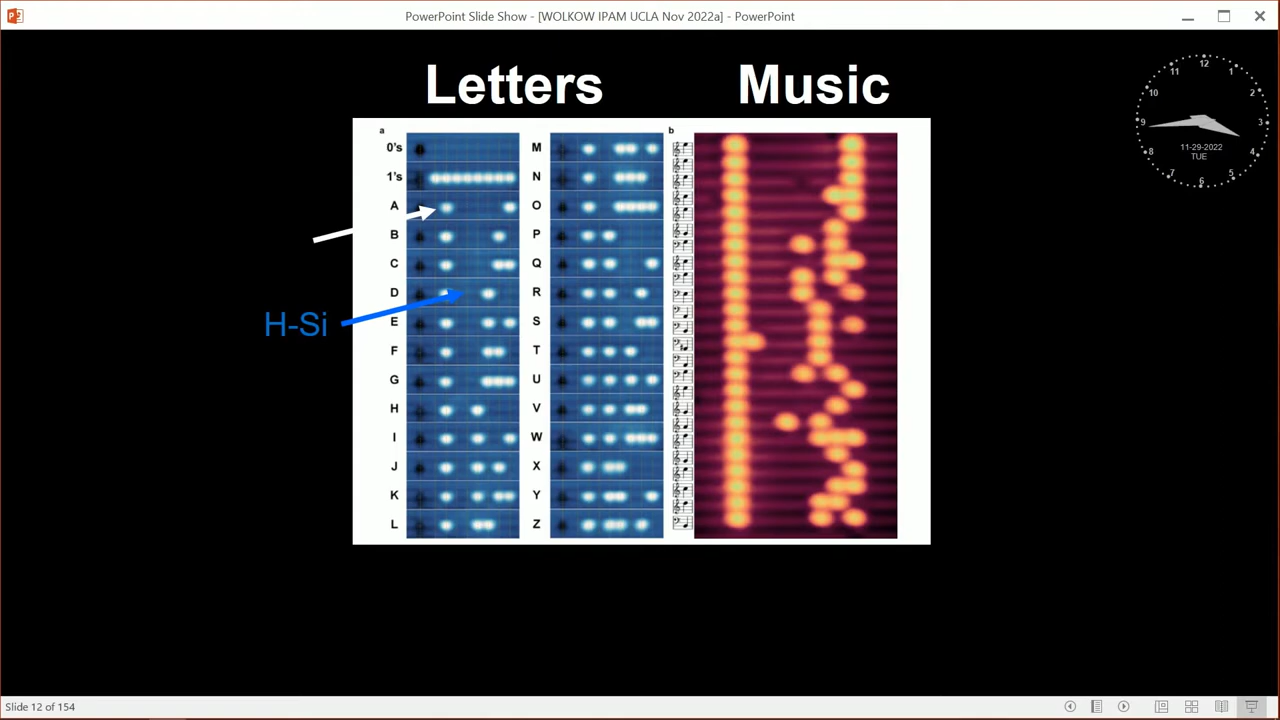 PowerPoint Slide Show - [WOLKOW IPAM UCLA Nov 2022a] - PowerPoint
Letters Music
a b
0's M
1's N
A O
B P
C Q
D R
E S
F T
G U
H V
I W
J X
K Y
L Z
H-Si
12
11 1
10 2
9 3
8 4
7 5
6
11-29-2022
TUE
Slide 12 of 154